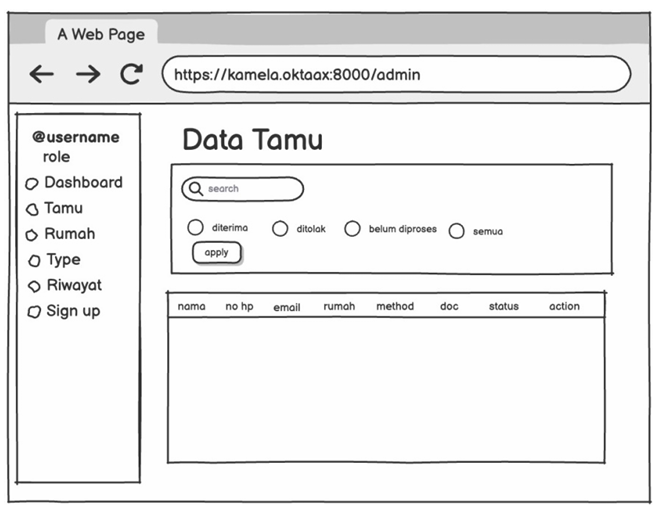 A Web Page
https://kamela.oktaax:8000/admin
@username
role
Dashboard
Tamu
Rumah
Type
Riwayat
Sign up
Data Tamu
search
diterima ditolak belum diproses semua
apply
nama no hp email rumah method doc status action